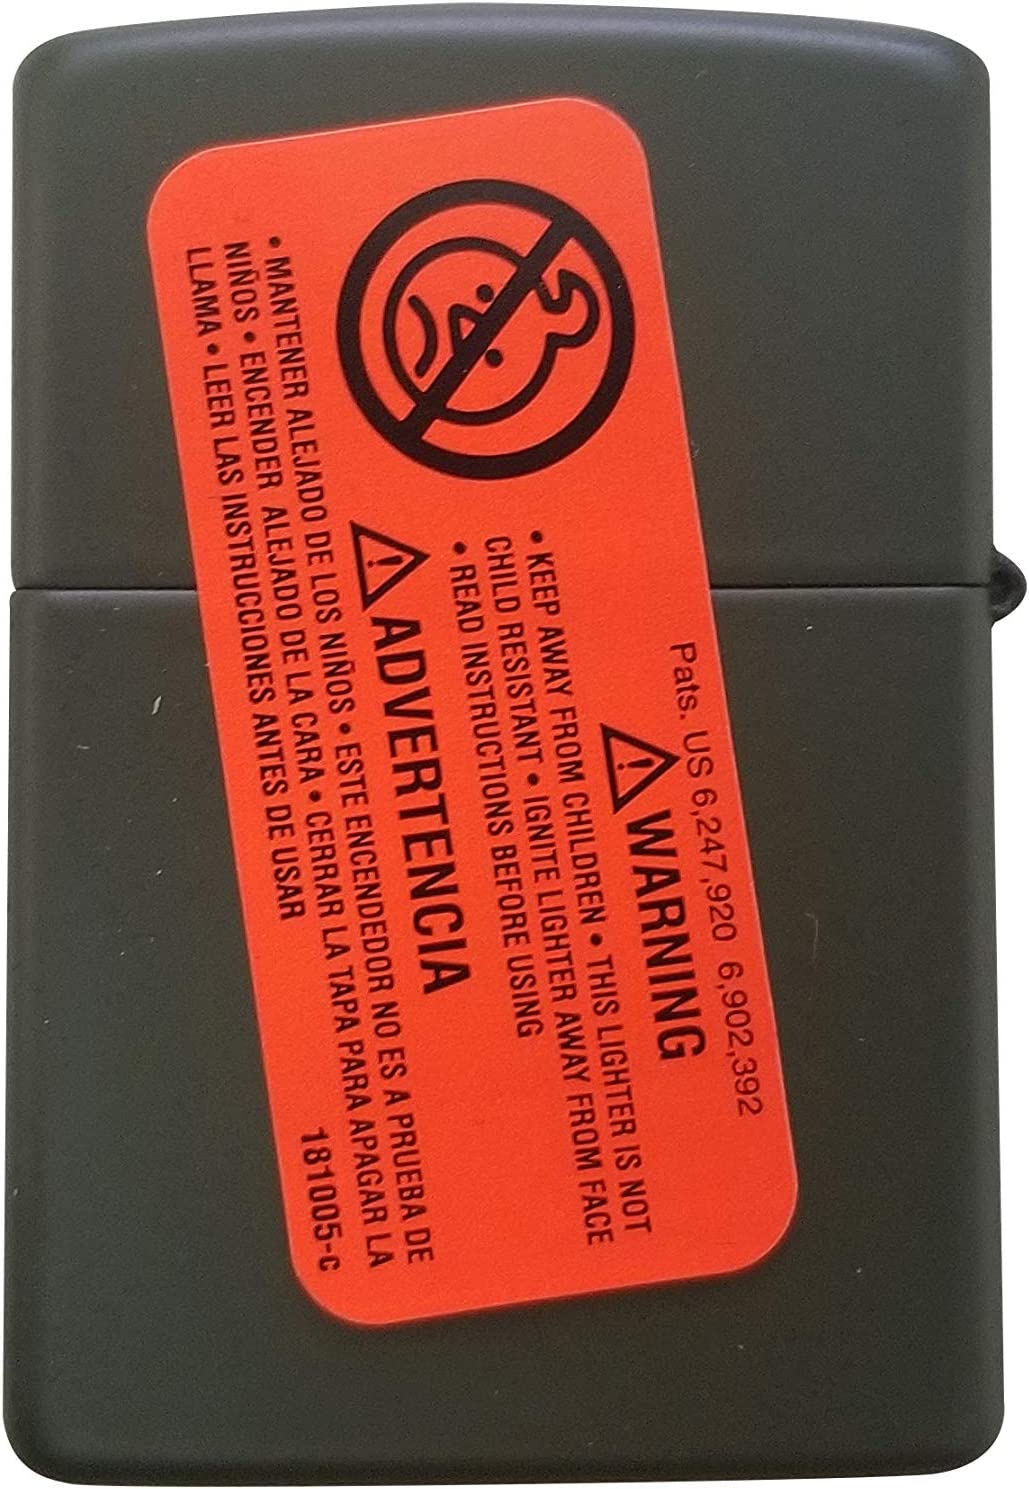 Pats. US 6,247,920 6,902,392
WARNING
• KEEP AWAY FROM CHILDREN • THIS LIGHTER IS NOT
CHILD RESISTANT • IGNITE LIGHTER AWAY FROM FACE
• READ INSTRUCTIONS BEFORE USING
ADVERTENCIA
• MANTENER ALEJADO DE LOS NIÑOS • ESTE ENCENDEDOR NO ES A PRUEBA DE
NIÑOS • ENCENDER ALEJADO DE LA CARA • CERRAR LA TAPA PARA APAGAR LA
LLAMA • LEER LAS INSTRUCCIONES ANTES DE USAR
181005-c